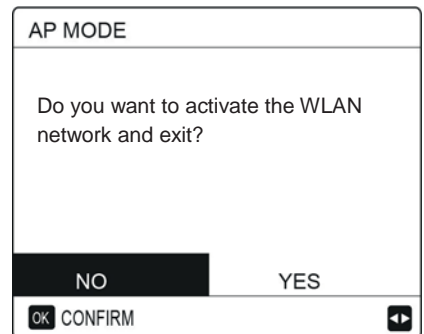 AP MODE
Do you want to activate the WLAN
network and exit?
NO YES
OK CONFIRM